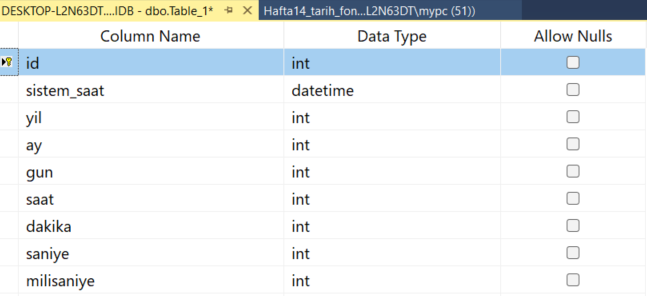 DESKTOP-L2N63DT....IDB - dbo.Table_1* Hafta14_tarih_fon...L2N63DT\mypc (51))
Column Name Data Type Allow Nulls
id int
sistem_saat datetime
yil int
ay int
gun int
saat int
dakika int
saniye int
milisaniye int